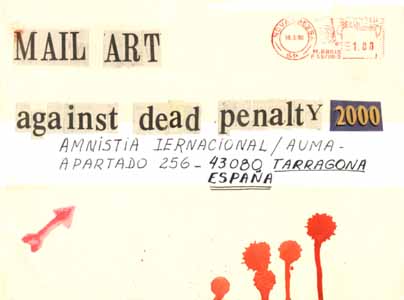 MAIL ART
against dead penalty 2000
AMNISTIA IERNACIONAL/AUMA-
APARTADO 256-43080 TARRAGONA
ESPAÑA